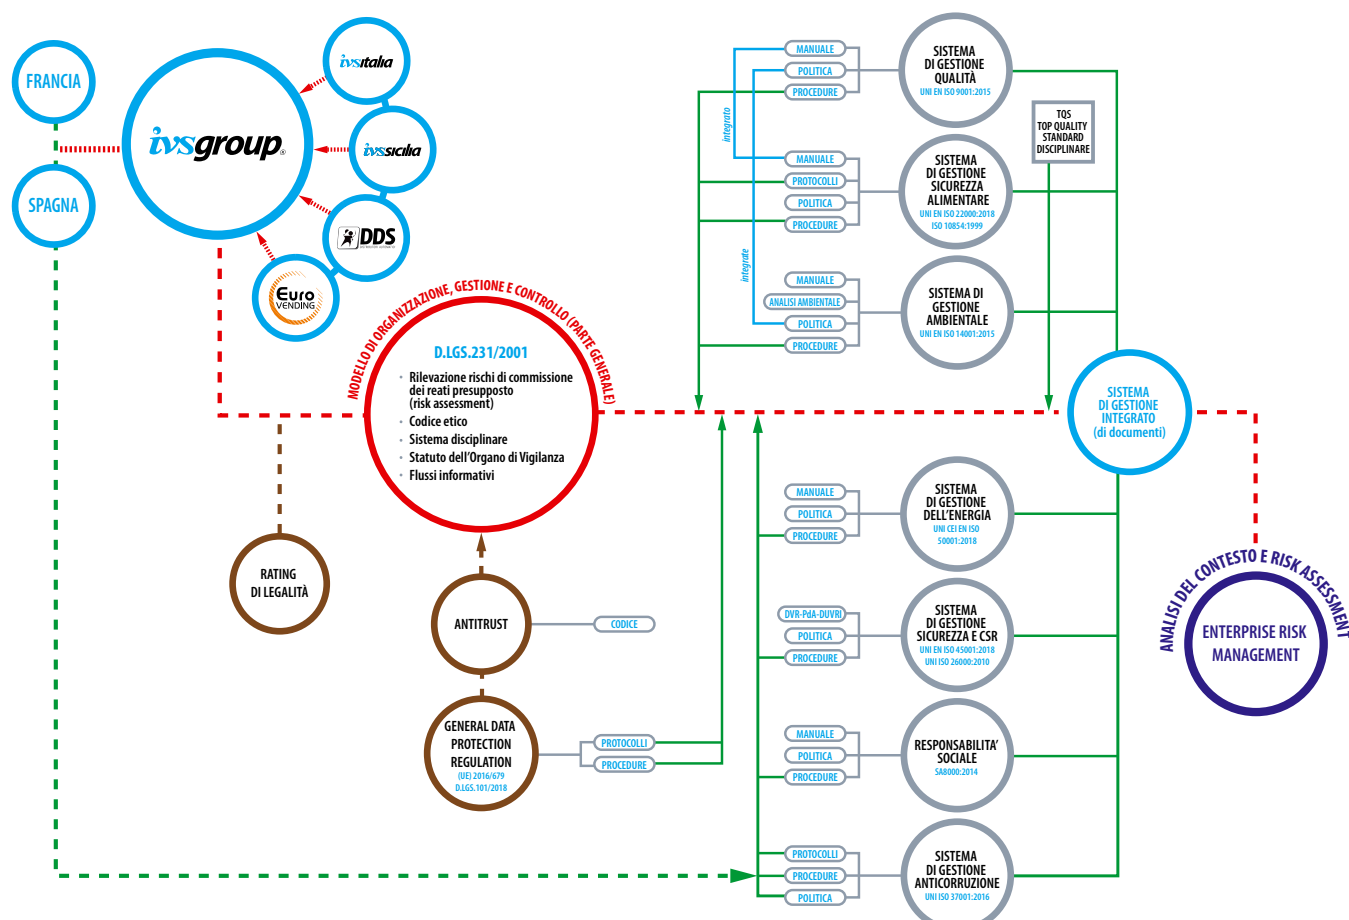 FRANCIA
SPAGNA
ivsgroup®
ivsitalia
ivssicilia
DDS
Euro
VENDING
MODELLO DI ORGANIZZAZIONE, GESTIONE E CONTROLLO (PARTE GENERALE)
D.LGS.231/2001
• Rilevazione rischi di commissione
dei reati presupposto
(risk assessment)
• Codice etico
• Sistema disciplinare
• Statuto dell'Organo di Vigilanza
• Flussi informativi
RATING
DI LEGALITÀ
ANTITRUST
CODICE
GENERAL DATA
PROTECTION
REGULATION
(UE) 2016/679
D.LGS.101/2018
PROTOCOLLI
PROCEDURE
integrato
integrate
MANUALE
POLITICA
PROCEDURE
SISTEMA
DI GESTIONE
QUALITÀ
UNI EN ISO 9001:2015
TQS
TOP QUALITY
STANDARD
DISCIPLINARE
MANUALE
PROTOCOLLI
POLITICA
PROCEDURE
SISTEMA
DI GESTIONE
SICUREZZA
ALIMENTARE
UNI EN ISO 22000:2018
ISO 10854:1999
MANUALE
ANALISI AMBIENTALE
POLITICA
PROCEDURE
SISTEMA DI
GESTIONE
AMBIENTALE
UNI EN ISO 14001:2015
SISTEMA
DI GESTIONE
INTEGRATO
(di documenti)
MANUALE
POLITICA
PROCEDURE
SISTEMA
DI GESTIONE
DELL'ENERGIA
UNI CEI EN ISO
50001:2018
DVR-PdA-DUVRI
POLITICA
PROCEDURE
SISTEMA
DI GESTIONE
SICUREZZA E CSR
UNI EN ISO 45001:2018
UNI ISO 26000:2010
MANUALE
POLITICA
PROCEDURE
RESPONSABILITA'
SOCIALE
SA8000:2014
PROTOCOLLI
PROCEDURE
POLITICA
SISTEMA
DI GESTIONE
ANTICORRUZIONE
UNI ISO 37001:2016
ANALISI DEL CONTESTO E RISK ASSESSMENT
ENTERPRISE RISK
MANAGEMENT